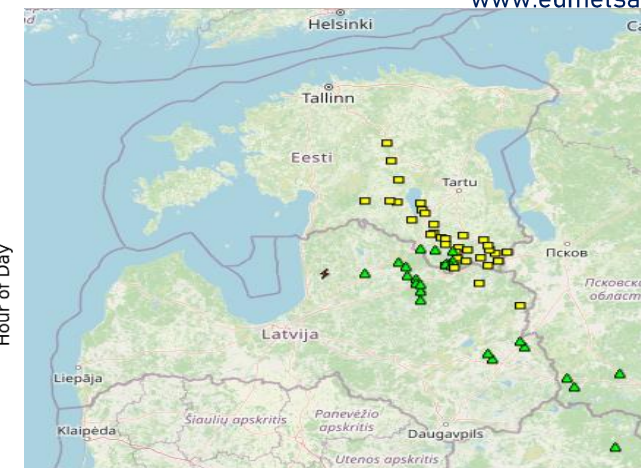 www.eumetsa
Helsinki
Tallinn
Eesti
Tartu
Псков
Псковск
област
Hour of Day
Latvija
Liepāja
Šiaulių apskritis
Panevėžio
apskritis
Klaipėda
Daugavpils
Utenos apskritis